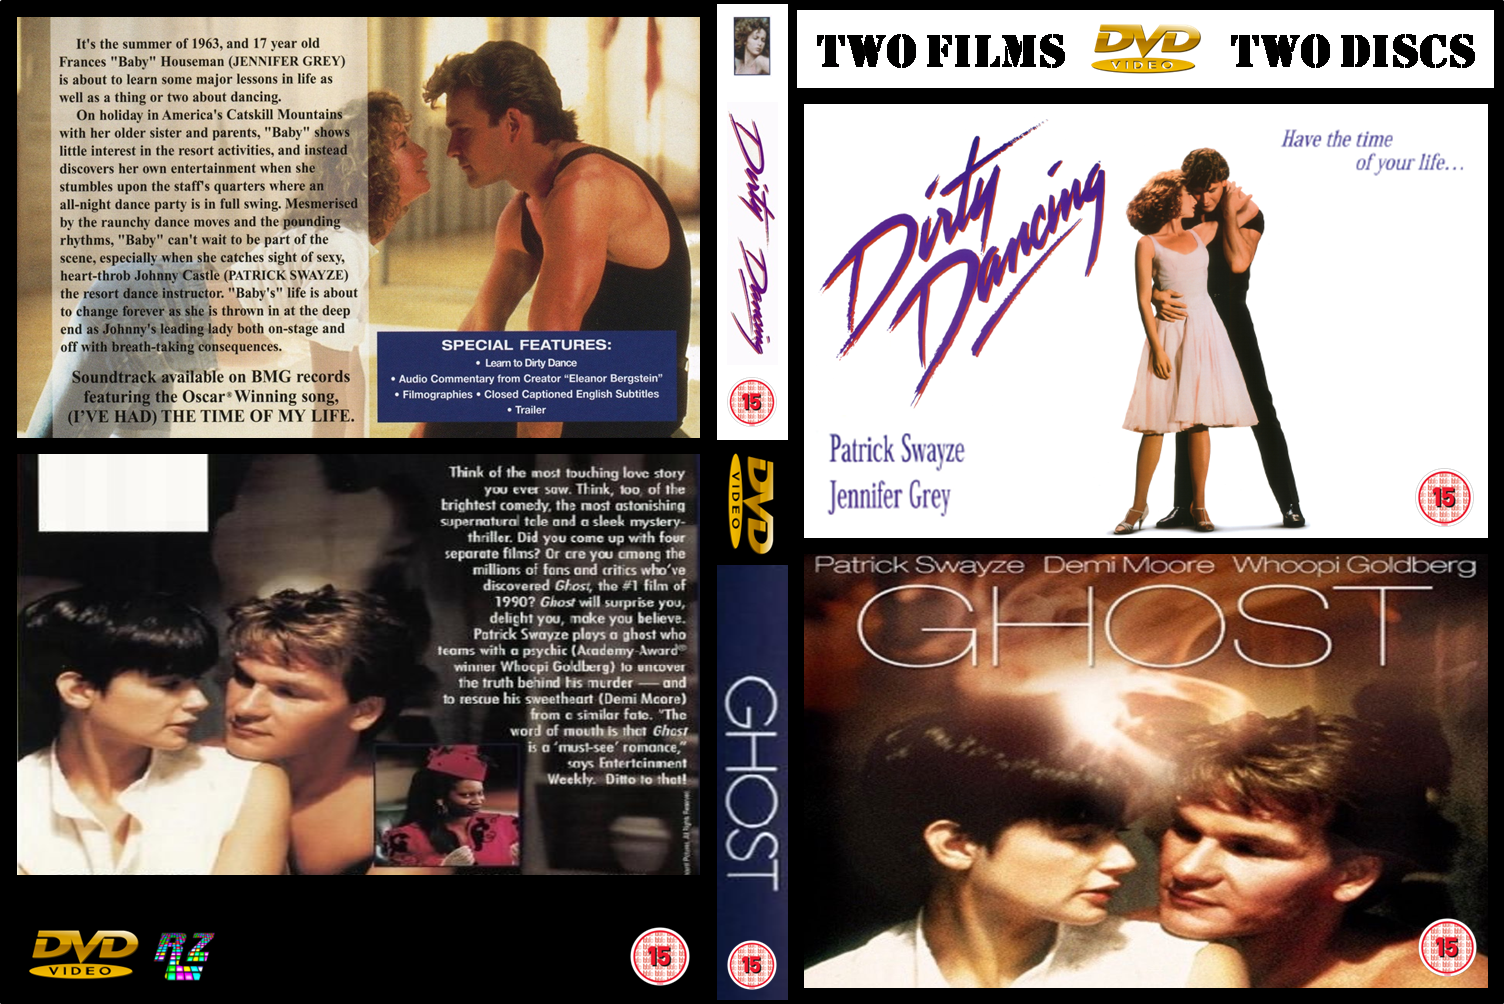 It's the summer of 1963, and 17 year old
Frances "Baby" Houseman (JENNIFER GREY)
is about to learn some major lessons in life as
well as a thing or two about dancing.
On holiday in America's Catskill Mountains
with her older sister and parents, "Baby" shows
little interest in the resort activities, and instead
discovers her own entertainment when she
stumbles upon the staff's quarters where an
all-night dance party is in full swing. Mesmerised
by the raunchy dance moves and the pounding
rhythms, "Baby" can't wait to be part of the
scene, especially when she catches sight of sexy,
heart-throb Johnny Castle (PATRICK SWAYZE)
the resort dance instructor. "Baby's" life is about
to change forever as she is thrown in at the deep
end as Johnny's leading lady both on-stage and
off with breath-taking consequences.
Soundtrack available on BMG records
featuring the Oscar® Winning song,
(I'VE HAD) THE TIME OF MY LIFE.
SPECIAL FEATURES:
• Learn to Dirty Dance
• Audio Commentary from Creator “Eleanor Bergstein”
• Filmographies • Closed Captioned English Subtitles
• Trailer
Think of the most touching love story
you ever saw. Think, too, of the
brightest comedy, the most astonishing
supernatural tale and a sleek mystery-
thriller. Did you come up with four
separate films? Or are you among the
millions of fans and critics who've
discovered Ghost, the #1 film of
1990? Ghost will surprise you,
delight you, make you believe.
Patrick Swayze plays a ghost who
teams with a psychic (Academy Award®
winner Whoopi Goldberg) to uncover
the truth behind his murder — and
to rescue his sweetheart (Demi Moore)
from a similar fate. "The
word of mouth is that Ghost
is a 'must-see' romance,"
says Entertainment
Weekly. Ditto to that!
Pictures. All Rights Reserved.
DVD
VIDEO
RZ
15
Dirty Dancing
15
DVD
VIDEO
GHOST
15
TWO FILMS
DVD
VIDEO
TWO DISCS
Dirty
Dancing
Have the time
of your life...
Patrick Swayze
Jennifer Grey
15
Patrick Swayze Demi Moore Whoopi Goldberg
GHOST
15